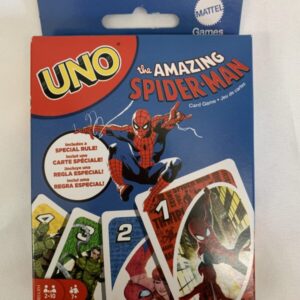 MATTEL
Games
UNO
the AMAZING
SPIDER-MAN
Card Game • Jeu de cartes
Includes a
SPECIAL RULE!
Inclut une
CARTE SPÉCIALE!
¡Incluye una
REGLA ESPECIAL!
Inclui uma
REGRA ESPECIAL!
4
2
1
2-10
7+